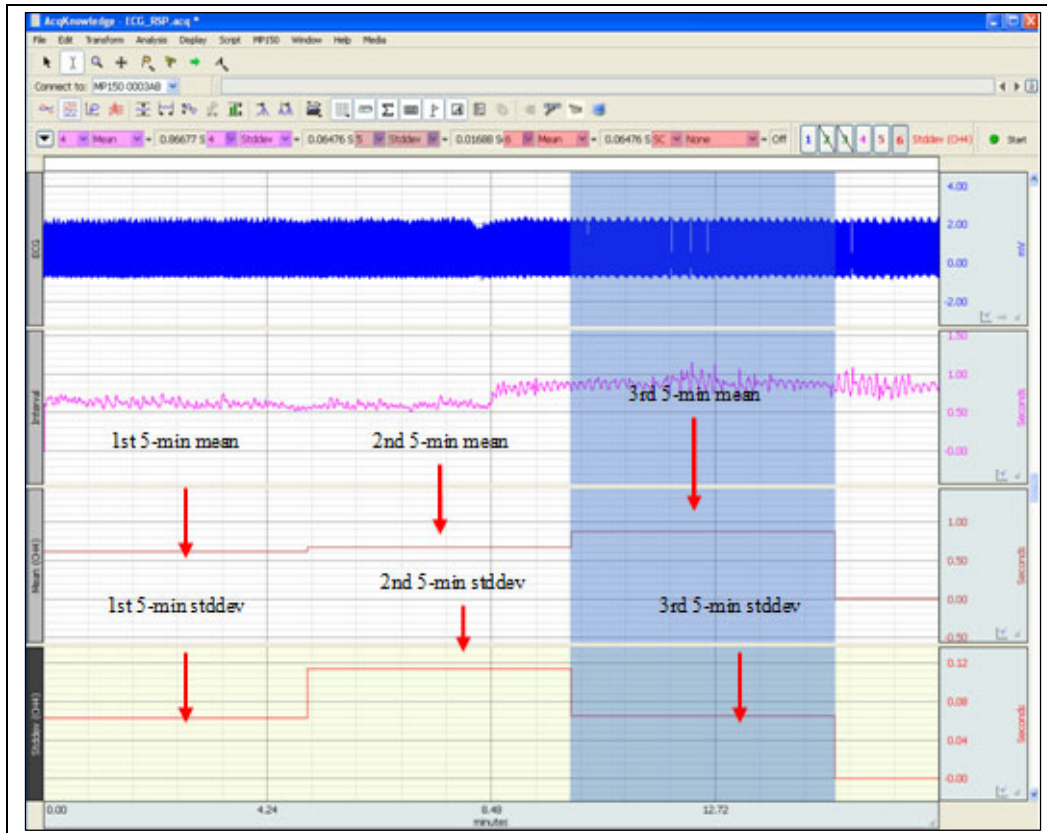 AcqKnowledge - ECG_RSP.acq *
File Edit Transform Analysis Display Script MP150 Window Help Media
Connect to: MP150 0003AB
4 Mean = 0.86677 S 4 Stddev = 0.06476 S 5 Stddev = 0.01688 S 6 Mean = 0.06476 S SC None = Off 1 2 3 4 5 6 Stddev (CH4) Start
ECG
4.00
2.00
0.00
-2.00
mV
Interval
1.50
1.00
0.50
-0.00
Seconds
3rd 5-min mean
1st 5-min mean
2nd 5-min mean
Mean (CH4)
1.00
0.50
0.00
-0.50
Seconds
2nd 5-min stddev
1st 5-min stddev
3rd 5-min stddev
Stddev (CH4)
0.12
0.08
0.04
-0.00
Seconds
0.00 4.24 8.48 12.72
minutes